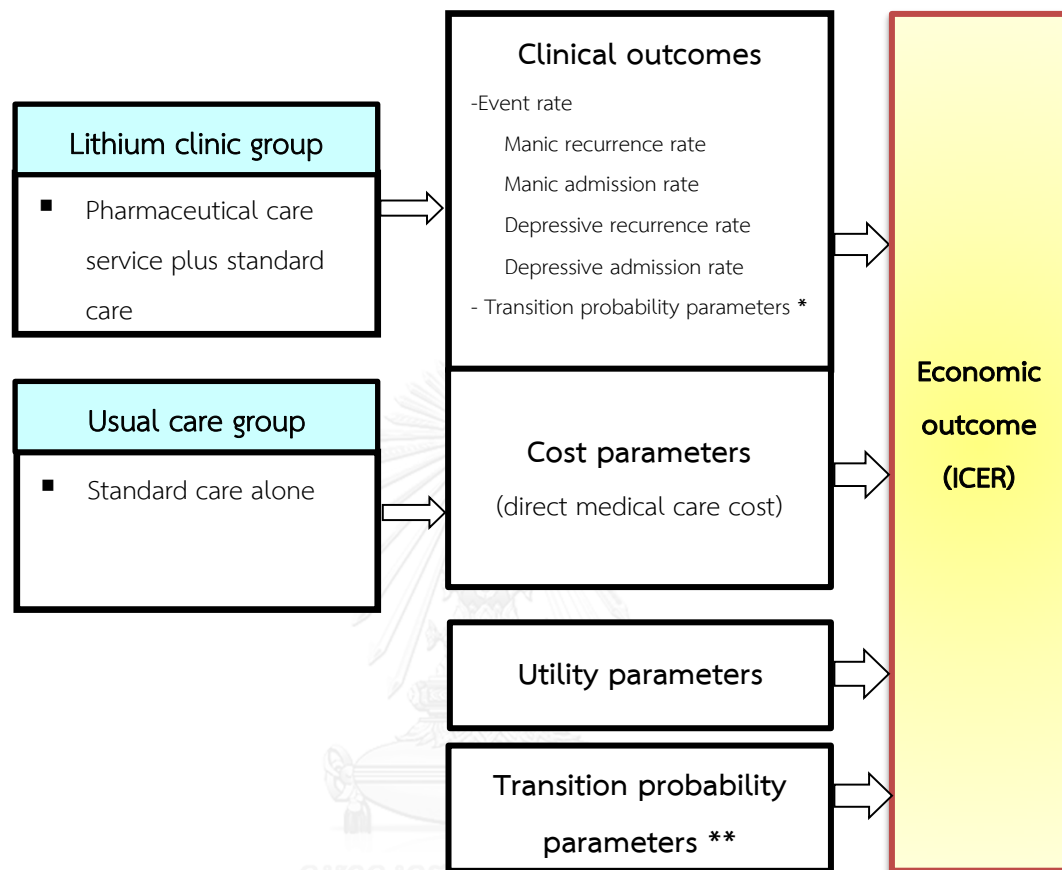 Lithium clinic group
▪ Pharmaceutical care
service plus standard
care
Usual care group
▪ Standard care alone
Clinical outcomes
-Event rate
Manic recurrence rate
Manic admission rate
Depressive recurrence rate
Depressive admission rate
- Transition probability parameters *
Cost parameters
(direct medical care cost)
Utility parameters
Transition probability
parameters **
Economic
outcome
(ICER)